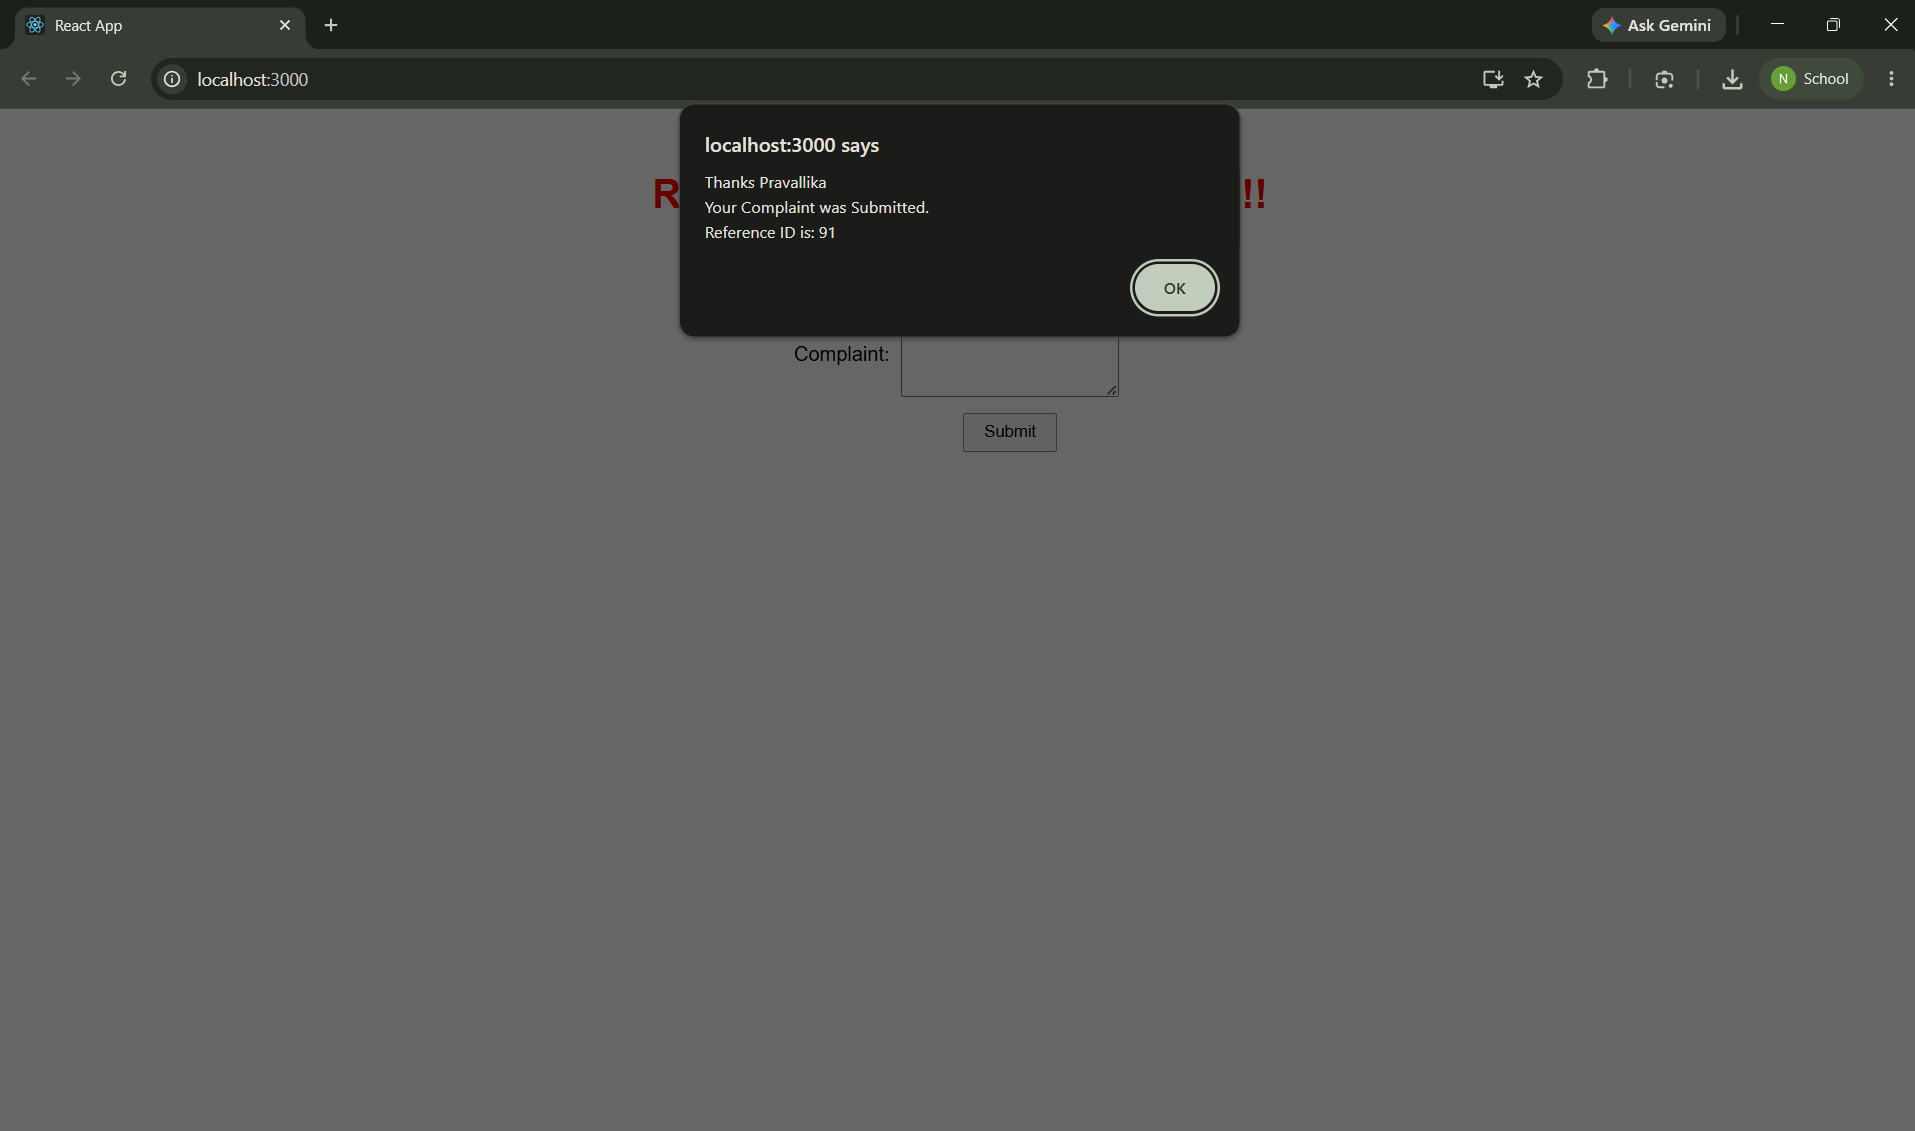 React App
Ask Gemini
localhost:3000
N School
localhost:3000 says
Thanks Pravallika
Your Complaint was Submitted.
Reference ID is: 91
OK
R !!
Complaint:
Submit